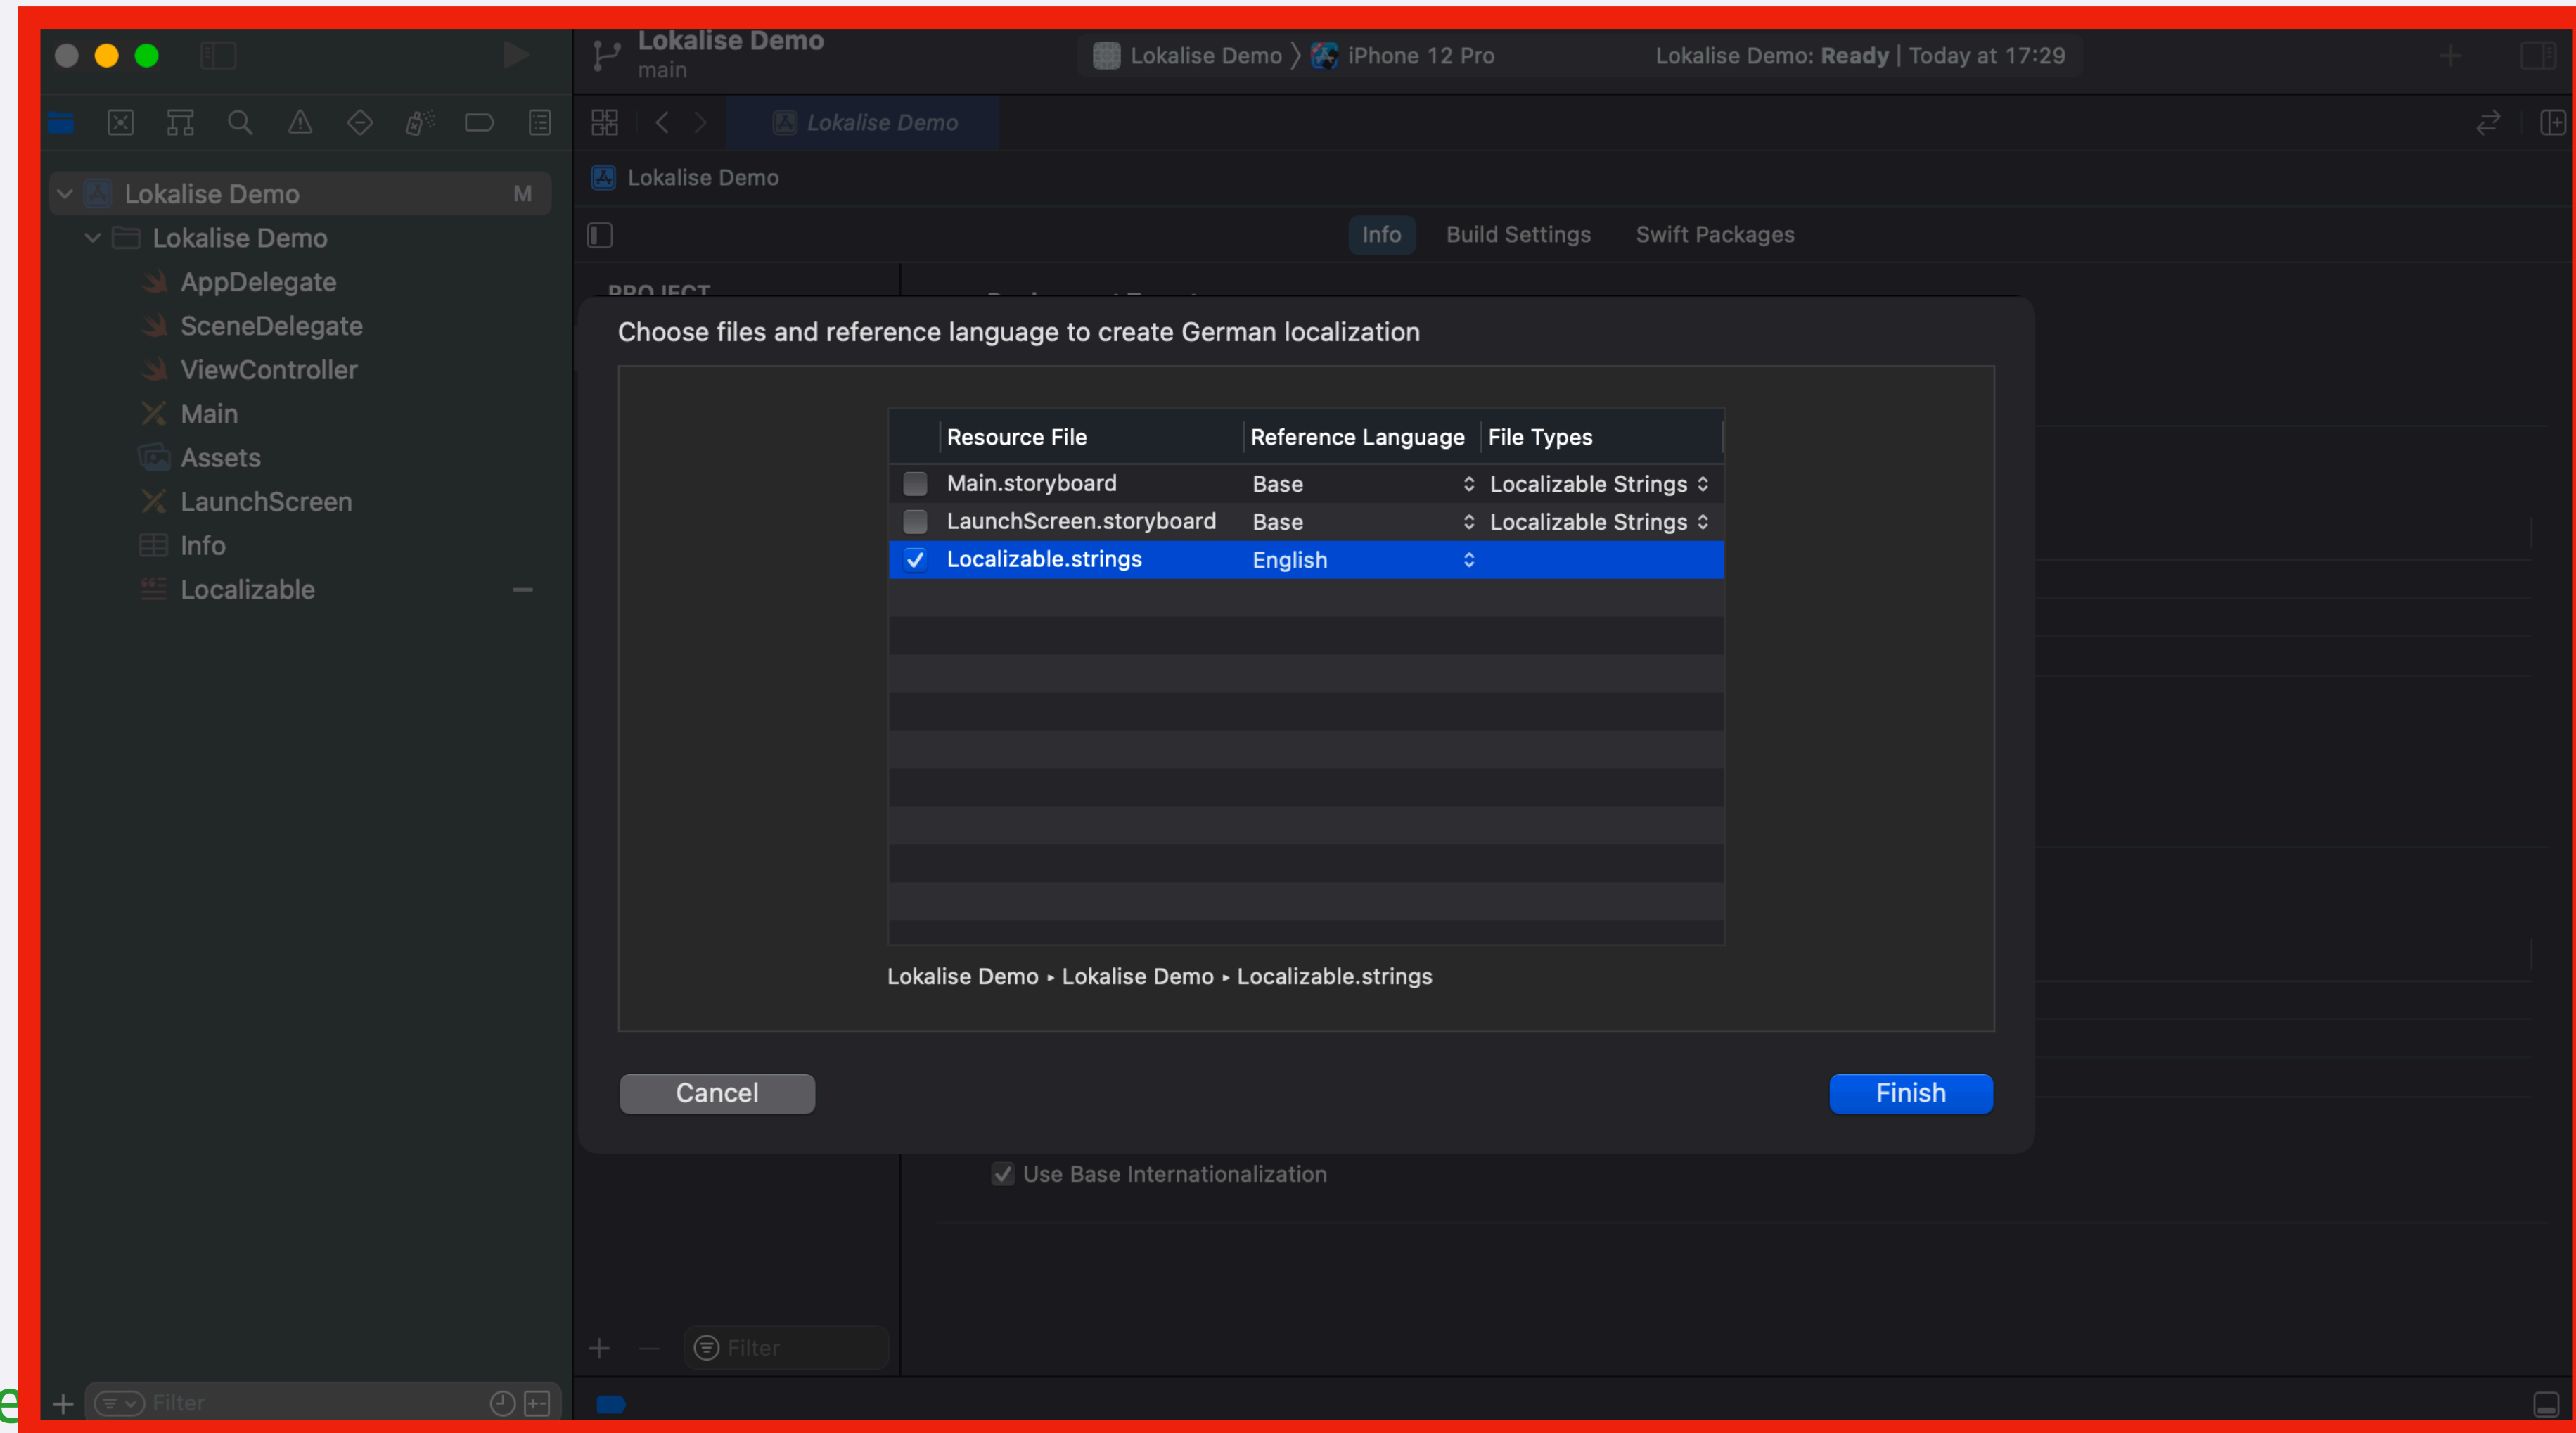 Lokalise Demo
main
Lokalise Demo
iPhone 12 Pro
Lokalise Demo: Ready | Today at 17:29
Lokalise Demo
Lokalise Demo
Info
Build Settings
Swift Packages
Lokalise Demo
M
Lokalise Demo
AppDelegate
SceneDelegate
ViewController
Main
Assets
LaunchScreen
Info
Localizable
PROJECT
Choose files and reference language to create German localization
Resource File Reference Language File Types
Main.storyboard Base Localizable Strings
LaunchScreen.storyboard Base Localizable Strings
Localizable.strings English
Lokalise Demo ▸ Lokalise Demo ▸ Localizable.strings
Cancel
Finish
Use Base Internationalization
Filter
Filter